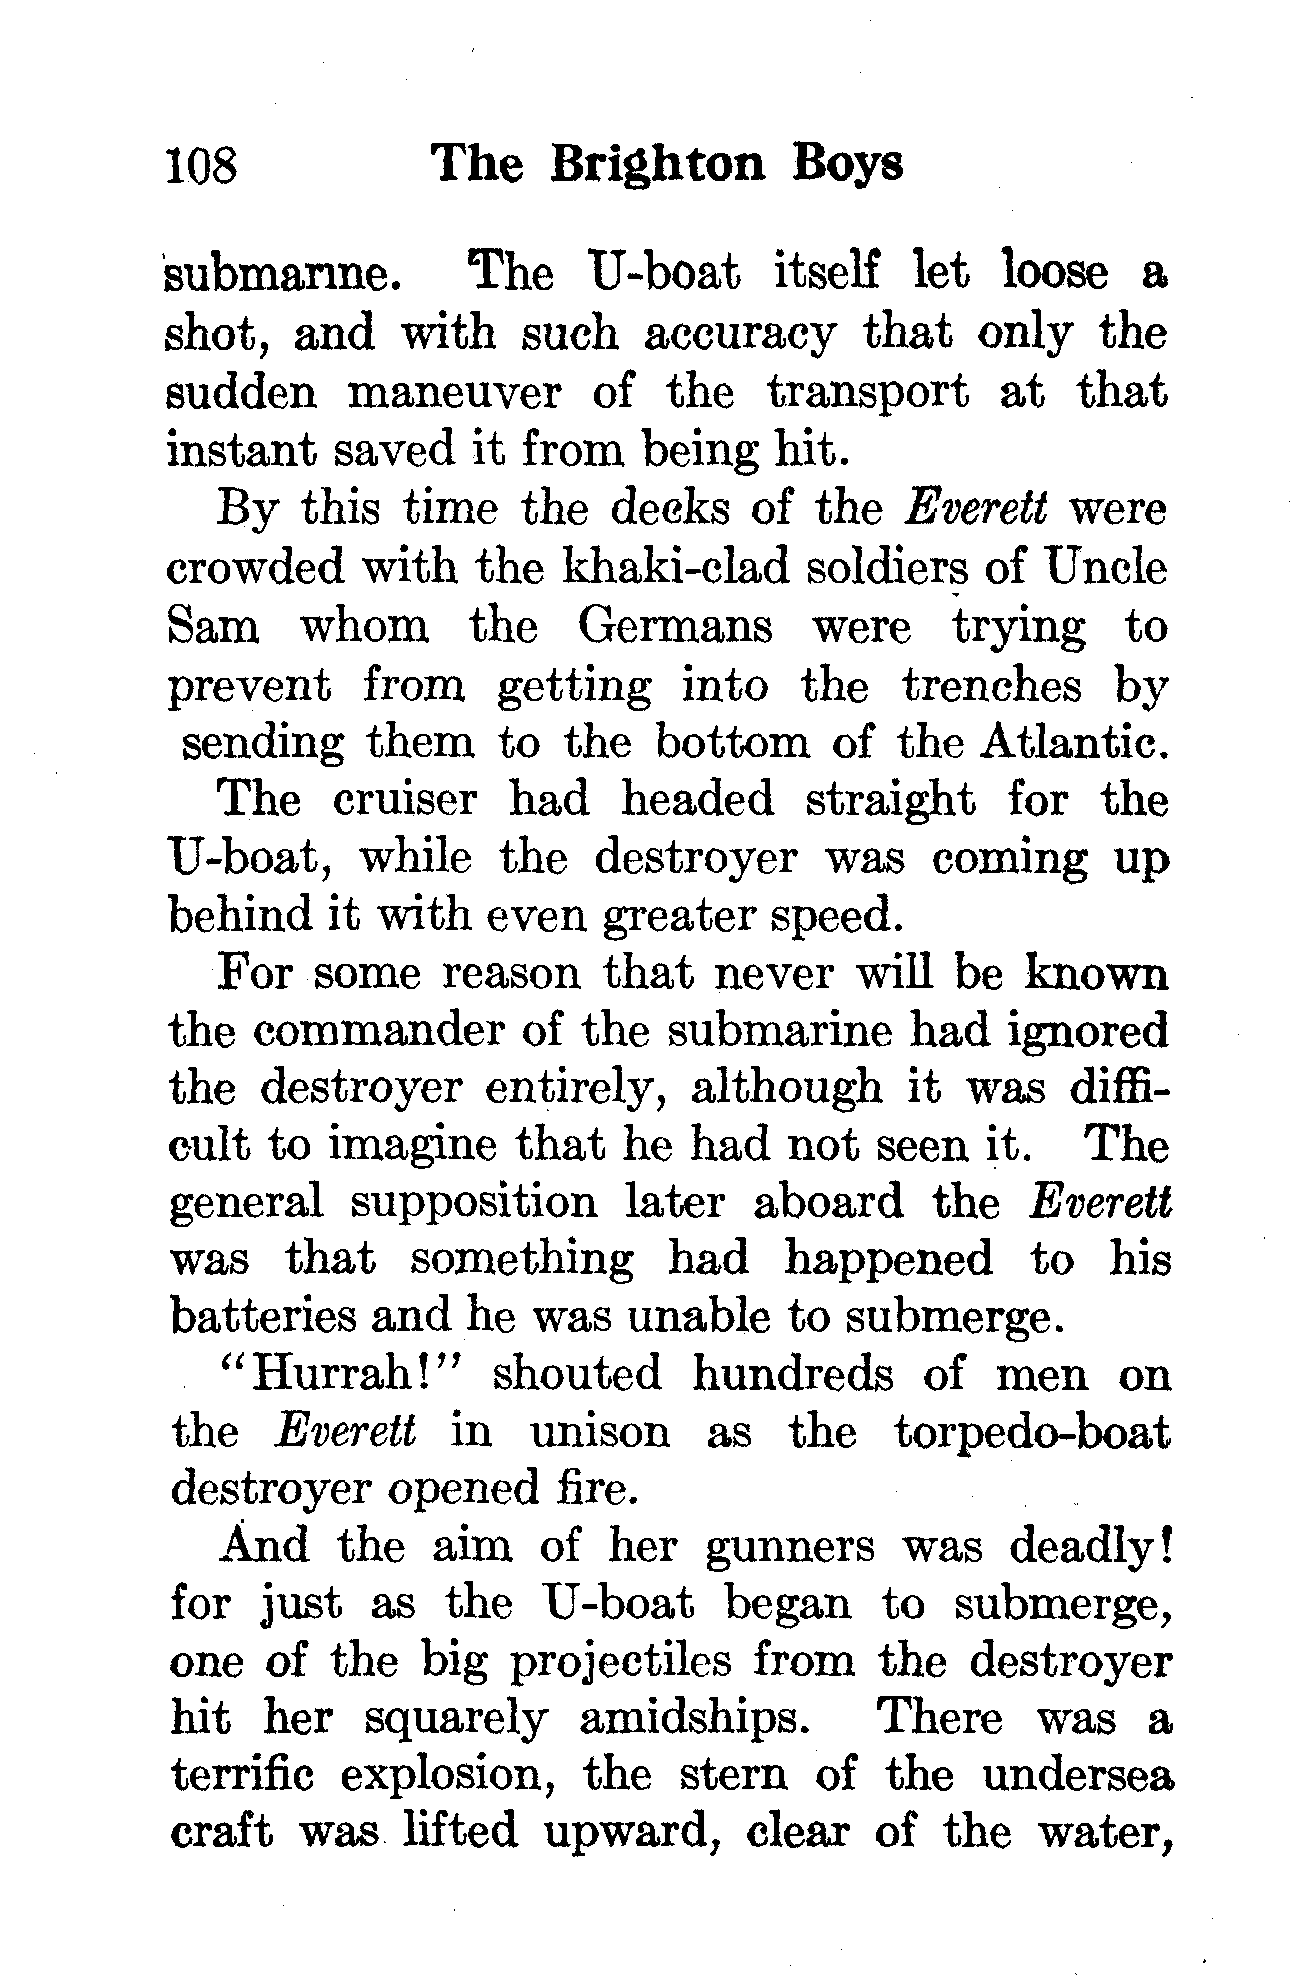 108 The Brighton Boys
submarine. The U-boat itself let loose a
shot, and with such accuracy that only the
sudden maneuver of the transport at that
instant saved it from being hit.
By this time the decks of the Everett were
crowded with the khaki-clad soldiers of Uncle
Sam whom the Germans were trying to
prevent from getting into the trenches by
sending them to the bottom of the Atlantic.
The cruiser had headed straight for the
U-boat, while the destroyer was coming up
behind it with even greater speed.
For some reason that never will be known
the commander of the submarine had ignored
the destroyer entirely, although it was diffi-
cult to imagine that he had not seen it. The
general supposition later aboard the Everett
was that something had happened to his
batteries and he was unable to submerge.
"Hurrah!" shouted hundreds of men on
the Everett in unison as the torpedo-boat
destroyer opened fire.
And the aim of her gunners was deadly!
for just as the U-boat began to submerge,
one of the big projectiles from the destroyer
hit her squarely amidships. There was a
terrific explosion, the stern of the undersea
craft was lifted upward, clear of the water,